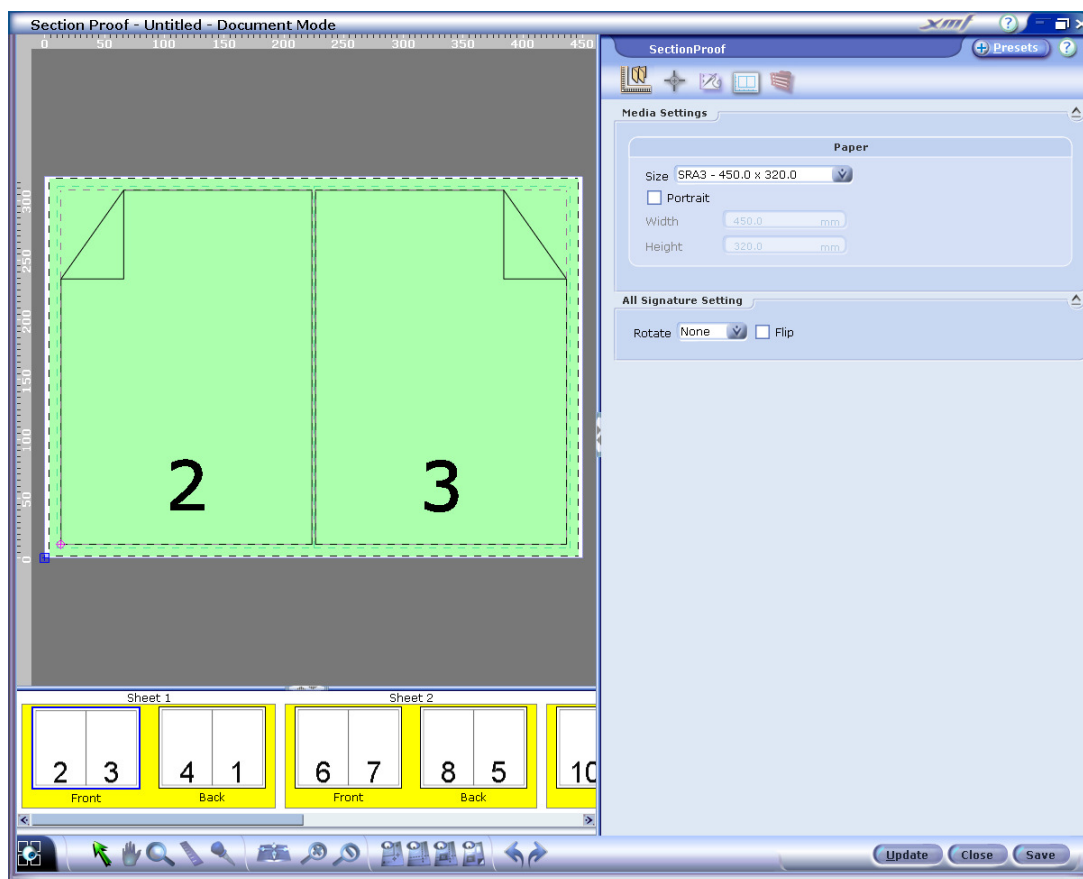 Section Proof - Untitled - Document Mode
xmf
?
0 50 100 150 200 250 300 350 400 450
SectionProof
Presets
?
Media Settings
Paper
Size SRA3 - 450.0 x 320.0
Portrait
Width 450.0 mm
Height 320.0 mm
All Signature Setting
Rotate None Flip
300
250
200
150
100
50
0
2 3
Sheet 1 Sheet 2
2 3 4 1 6 7 8 5 10
Front Back Front Back
Update Close Save